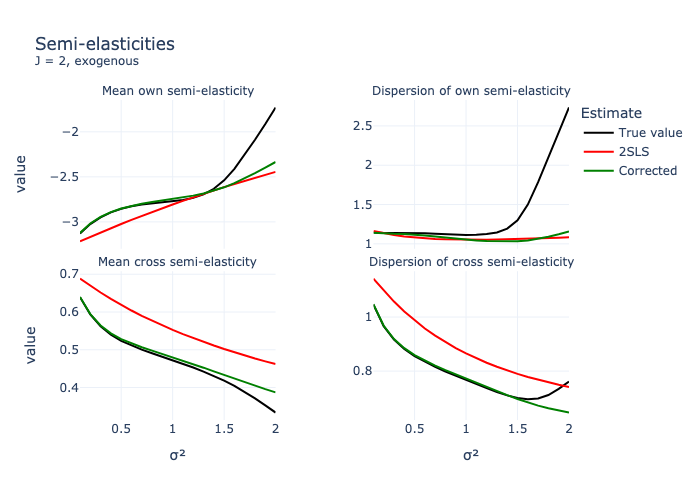 Semi-elasticities
J = 2, exogenous
Mean own semi-elasticity
Dispersion of own semi-elasticity
Estimate
True value
2SLS
Corrected
value
−2
−2.5
−3
2.5
2
1.5
1
Mean cross semi-elasticity
Dispersion of cross semi-elasticity
value
0.7
0.6
0.5
0.4
1
0.8
0.5
1
1.5
2
0.5
1
1.5
2
σ²
σ²